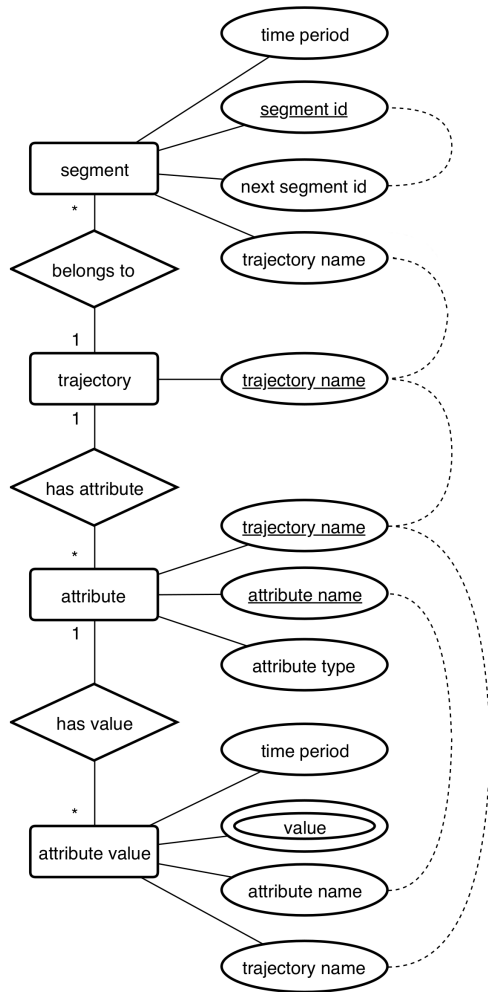 time period
segment id
segment
next segment id
*
trajectory name
belongs to
1
trajectory
trajectory name
1
has attribute
trajectory name
*
attribute
attribute name
1
attribute type
has value
time period
*
value
attribute value
attribute name
trajectory name